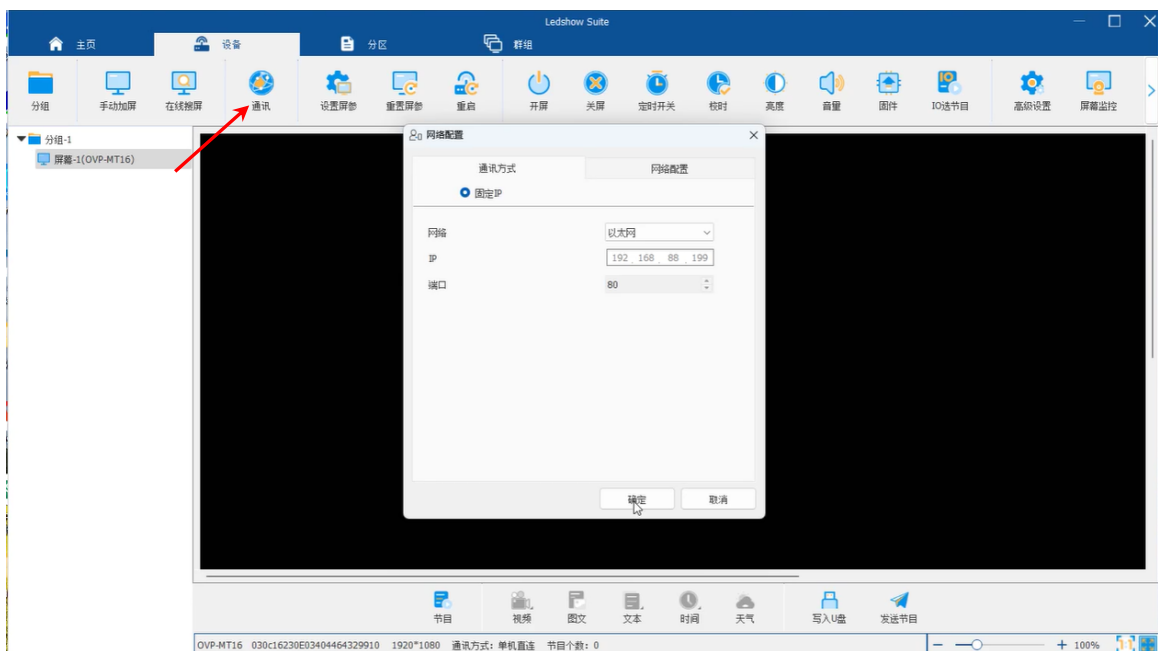 Ledshow Suite
主页
设备
分区
群组
分组
手动加屏
在线搜屏
通讯
设置屏参
重置屏参
重启
开屏
关屏
定时开关
校时
亮度
音量
固件
IO选节目
高级设置
屏幕监控
分组-1
屏幕-1(OVP-MT16)
网络配置
通讯方式
网络配置
固定IP
网络
以太网
IP
192 . 168 . 88 . 199
端口
80
确定
取消
节目
视频
图文
文本
时间
天气
写入U盘
发送节目
OVP-MT16 030c16230E03404464329910 1920*1080 通讯方式: 单机直连 节目个数: 0
100%
1:1